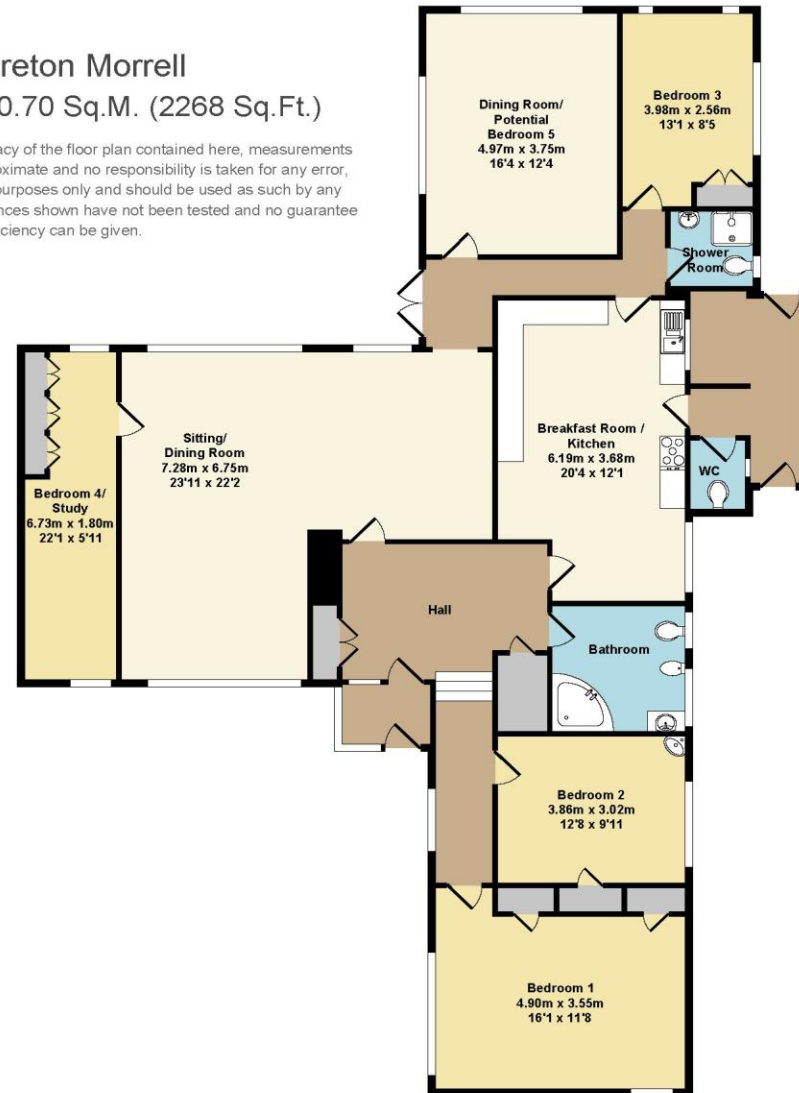 reton Morrell
0.70 Sq.M. (2268 Sq.Ft.)
acy of the floor plan contained here, measurements
oximate and no responsibility is taken for any error,
purposes only and should be used as such by any
nces shown have not been tested and no guarantee
ciency can be given.
Dining Room/
Potential
Bedroom 5
4.97m x 3.75m
16'4 x 12'4
Bedroom 3
3.98m x 2.56m
13'1 x 8'5
Shower
Room
Sitting/
Dining Room
7.28m x 6.75m
23'11 x 22'2
Breakfast Room /
Kitchen
6.19m x 3.68m
20'4 x 12'1
WC
Bedroom 4/
Study
6.73m x 1.80m
22'1 x 5'11
Hall
Bathroom
Bedroom 2
3.86m x 3.02m
12'8 x 9'11
Bedroom 1
4.90m x 3.55m
16'1 x 11'8